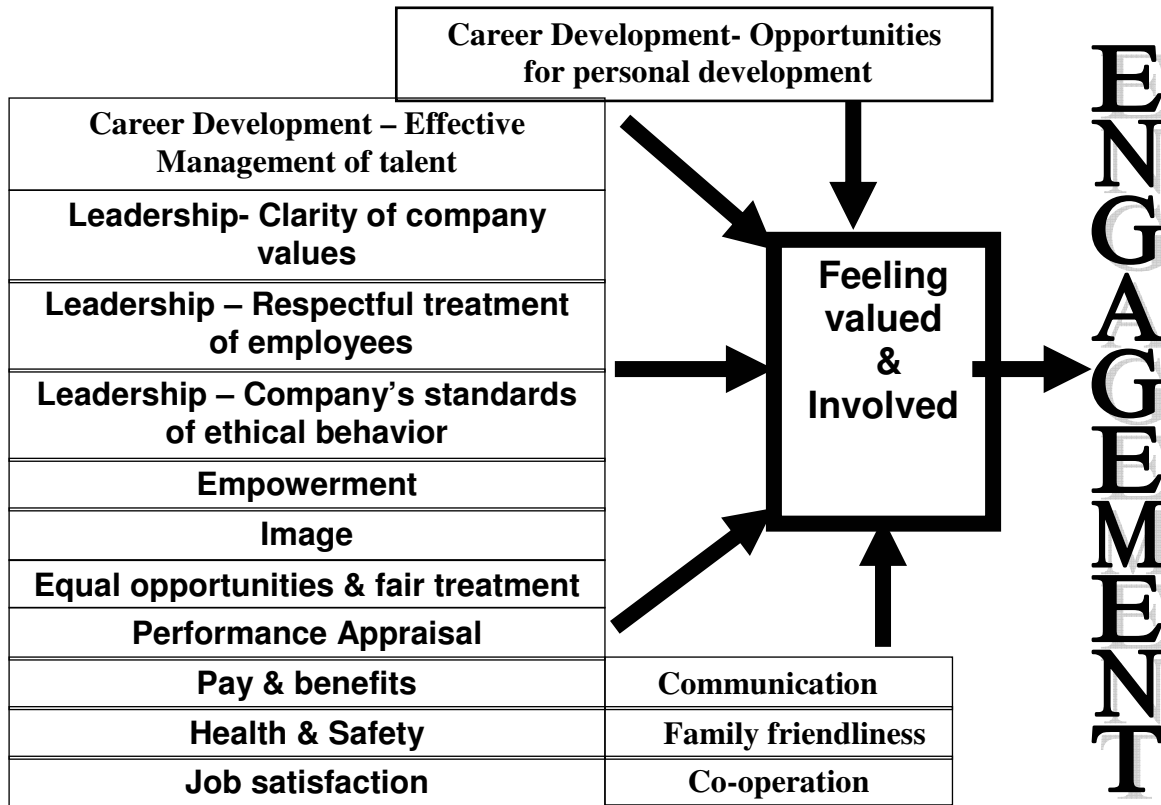 Career Development- Opportunities
for personal development
Career Development – Effective
Management of talent
Leadership- Clarity of company
values
Leadership – Respectful treatment
of employees
Leadership – Company’s standards
of ethical behavior
Empowerment
Image
Equal opportunities & fair treatment
Performance Appraisal
Pay & benefits
Health & Safety
Job satisfaction
Communication
Family friendliness
Co-operation
Feeling
valued
&
Involved
ENGAGEMENT